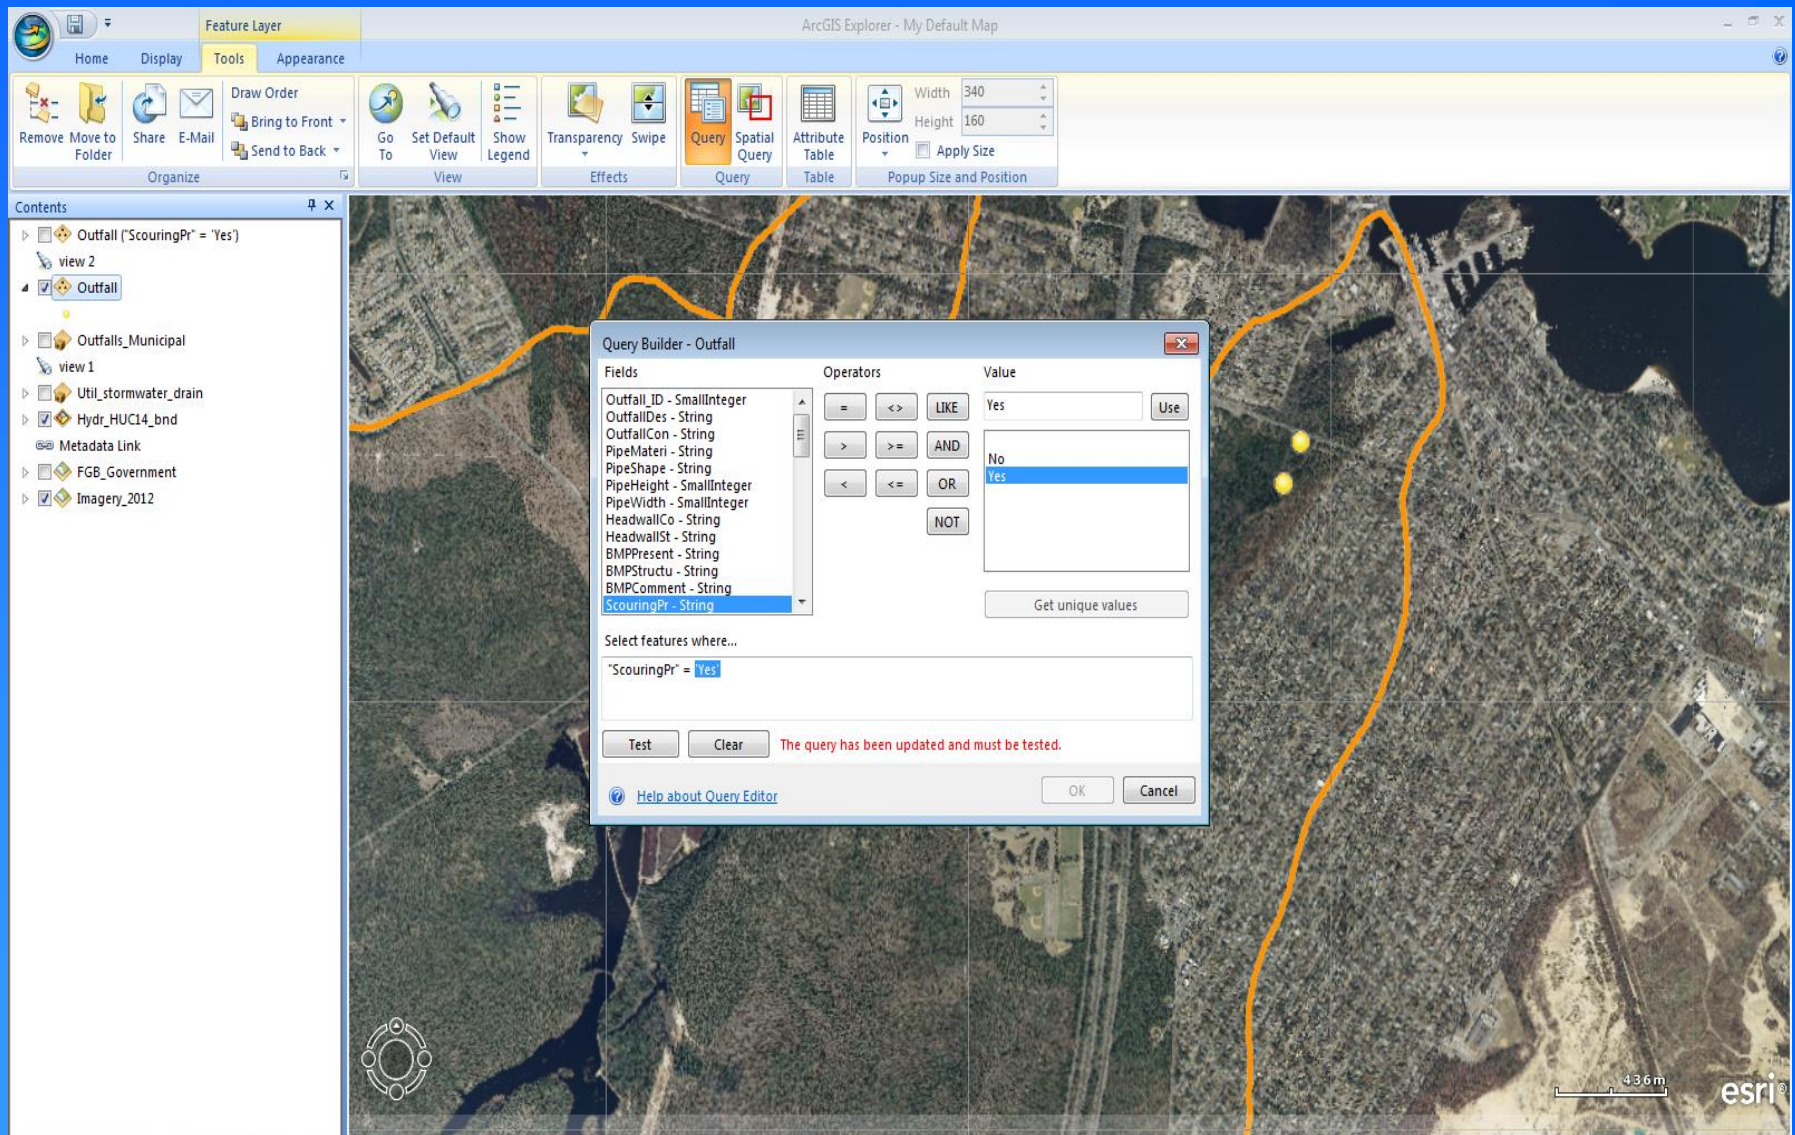 Feature Layer
ArcGIS Explorer - My Default Map
Home Display Tools Appearance
Remove
Move to Folder
Share
E-Mail
Draw Order
Bring to Front
Send to Back
Organize
Go To
Set Default View
Show Legend
View
Transparency
Swipe
Effects
Query
Spatial Query
Query
Attribute Table
Table
Position
Width 340
Height 160
Apply Size
Popup Size and Position
Contents
Outfall ("ScouringPr" = 'Yes')
view 2
Outfall
Outfalls_Municipal
view 1
Util_stormwater_drain
Hydr_HUC14_bnd
Metadata Link
FGB_Government
Imagery_2012
Query Builder - Outfall
Fields
Outfall_ID - SmallInteger
OutfallDes - String
OutfallCon - String
PipeMateri - String
PipeShape - String
PipeHeight - SmallInteger
PipeWidth - SmallInteger
HeadwallCo - String
HeadwallSt - String
BMPPresent - String
BMPStructu - String
BMPComment - String
ScouringPr - String
Operators
= <> LIKE
> >= AND
< <= OR
NOT
Value
Yes Use
No
Yes
Get unique values
Select features where...
"ScouringPr" = 'Yes'
Test Clear The query has been updated and must be tested.
Help about Query Editor
OK Cancel
436m
esri